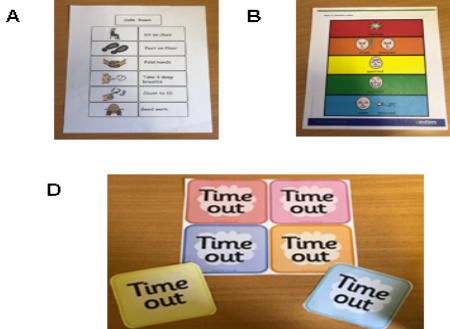 A
B
Calm Down
Sit on chair
Feet on floor
Fold hands
Take 3 deep
breaths
Count to 10
Good work
D
Time
out
Time
out
Time
out
Time
out
Time
out
Time
out